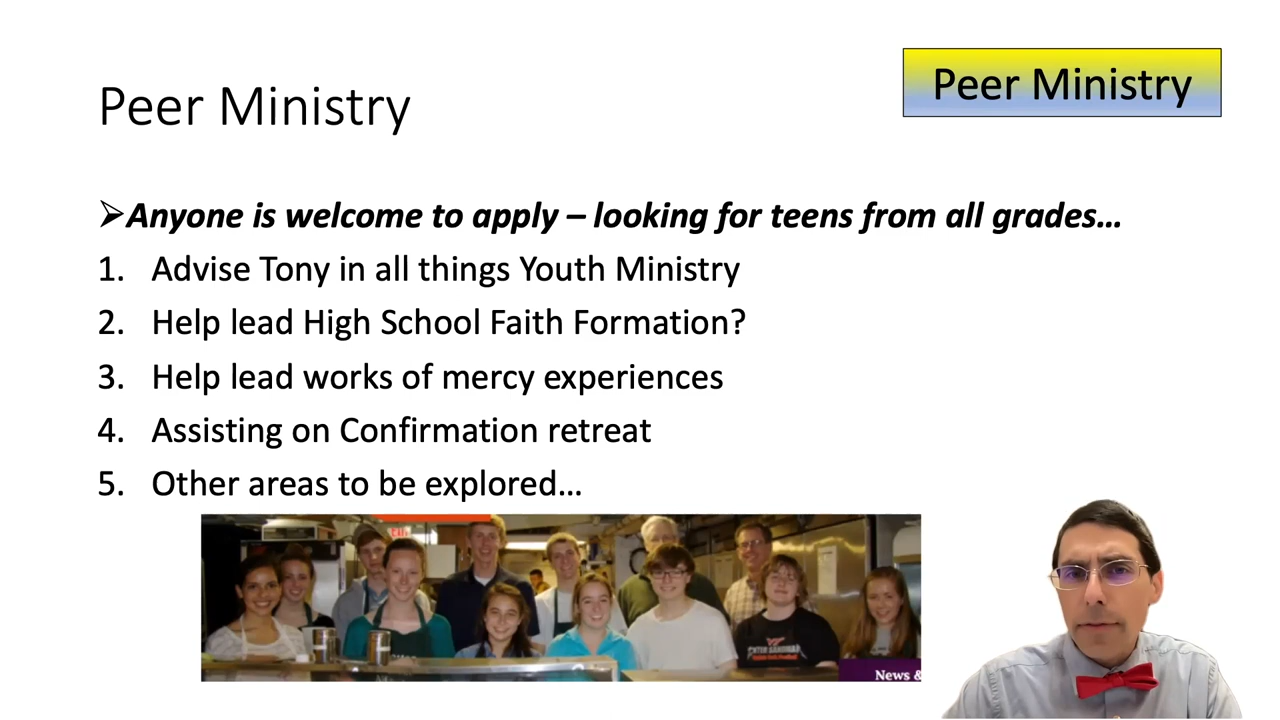 Peer Ministry
Peer Ministry
➢Anyone is welcome to apply – looking for teens from all grades…
1. Advise Tony in all things Youth Ministry
2. Help lead High School Faith Formation?
3. Help lead works of mercy experiences
4. Assisting on Confirmation retreat
5. Other areas to be explored…
ENTER SANDMAN
News &